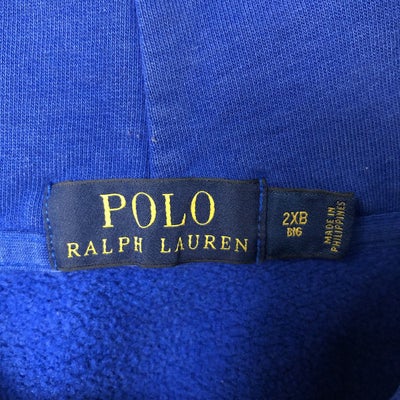 POLO
RALPH LAUREN
2XB
BIG
MADE IN
PHILIPPINES